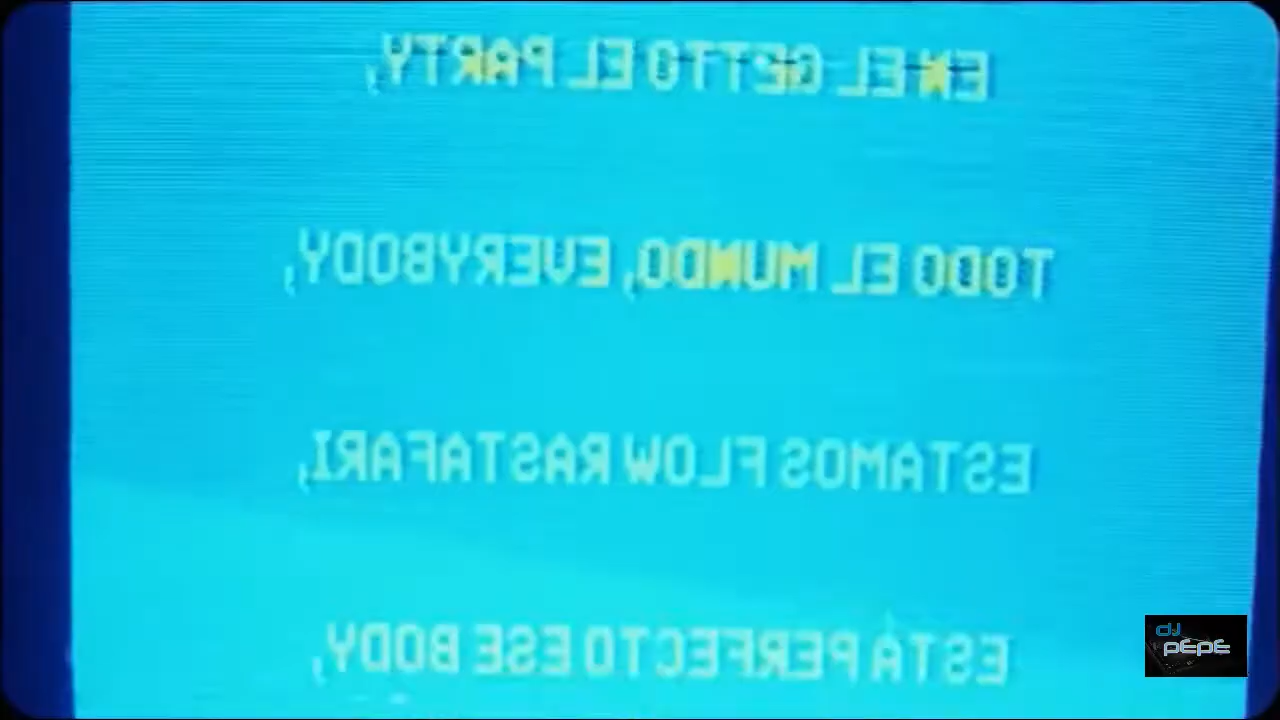 EN EL GETTO EL PARTY,
TODO EL MUNDO, EVERYBODY,
ESTAMOS FLOW RASTAFARI,
ESTÁ PERFECTO ESE BODY,
DJ
PEPE